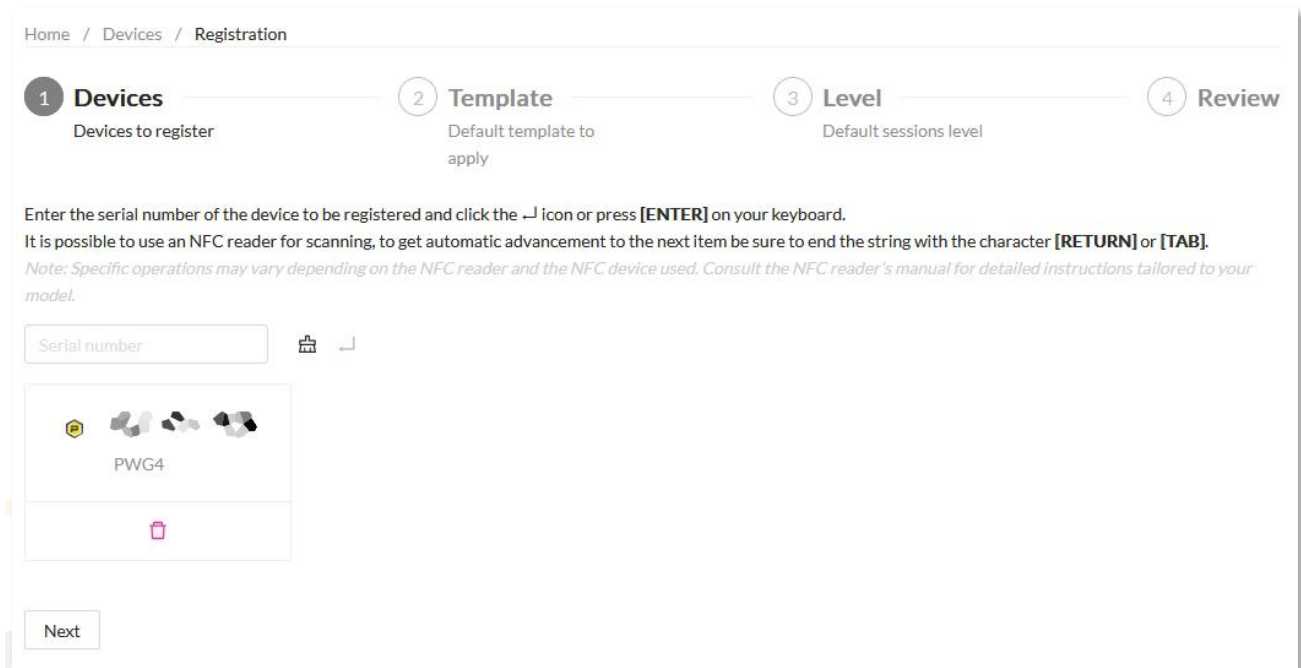 Home / Devices / Registration
1 Devices
Devices to register
2 Template
Default template to
apply
3 Level
Default sessions level
4 Review
Enter the serial number of the device to be registered and click the ↵ icon or press [ENTER] on your keyboard.
It is possible to use an NFC reader for scanning, to get automatic advancement to the next item be sure to end the string with the character [RETURN] or [TAB].
Note: Specific operations may vary depending on the NFC reader and the NFC device used. Consult the NFC reader's manual for detailed instructions tailored to your
model.
Serial number
P
PWG4
Next